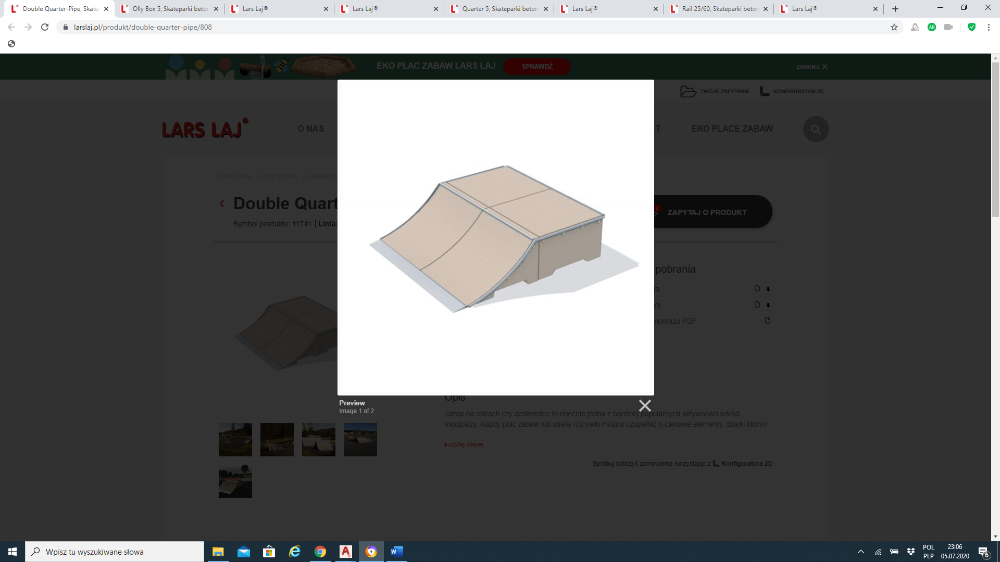 Double Quarter-Pipe, Skate
Olly Box 5, Skateparki beton
Lars Laj®
Lars Laj®
Quarter 5, Skateparki beton
Lars Laj®
Rail 25/60, Skateparki beton
Lars Laj®
larslaj.pl/produkt/double-quarter-pipe/808
EKO PLAC ZABAW LARS LAJ
SPRAWDŹ
ZAMKNIJ
TWOJE ZAPYTANIE
KONFIGURATOR 2D
LARS LAJ®
O NAS
KT
EKO PLACE ZABAW
Strona główna > Sprzęt sportowy > Skateparki
Double Quart
ZAPYTAJ O PRODUKT
Symbol produktu: 11741 | Linia:
pobrania
montażu PDF
Preview
Image 1 of 2
Opis
Jazda na rolkach czy deskorolce to obecnie jedna z bardziej popularnych aktywności wśród
młodzieży. Każdy plac zabaw lub strefę rozrywki można uzupełnić o ciekawe elementy, dzięki którym
czytaj więcej
Spróbuj obliczyć zamówienie korzystając z Konfiguratora 2D
Wpisz tu wyszukiwane słowa
POL
PLP
23:06
05.07.2020
6